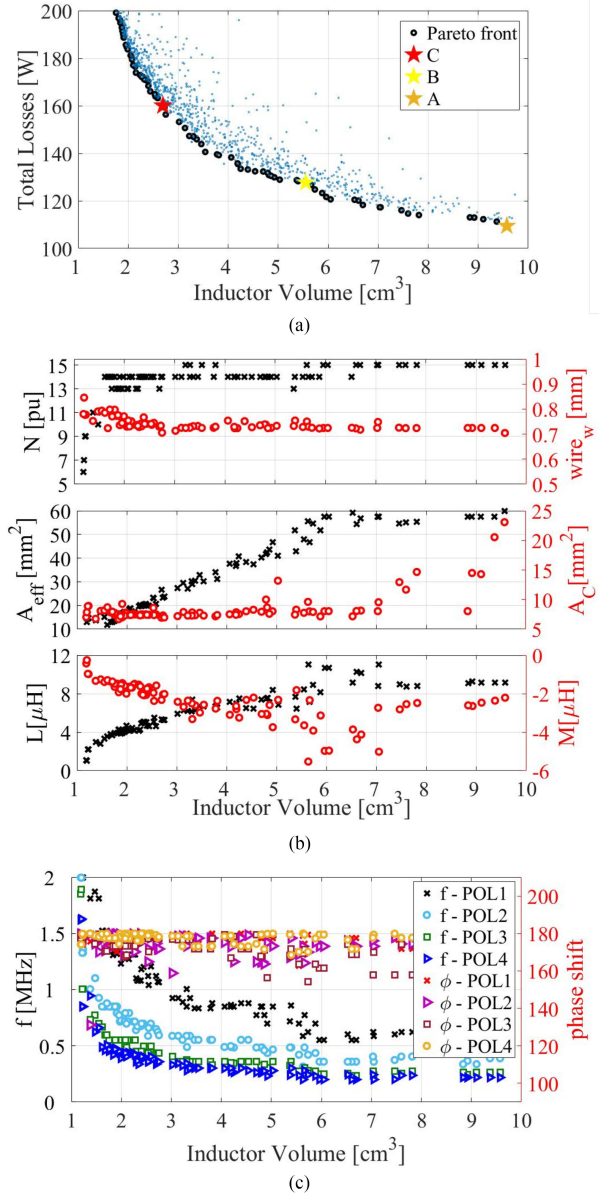 200
180
160
140
120
100
Total Losses [W]
Pareto front
C
B
A
1 2 3 4 5 6 7 8 9 10
Inductor Volume [cm³]
(a)
15
13
11
9
7
5
N [pu]
1
0.9
0.8
0.7
0.6
0.5
wire_w [mm]
60
50
40
30
20
10
A_eff [mm²]
25
20
15
10
5
A_C [mm²]
12
8
4
0
L[μH]
0
-2
-4
-6
M[μH]
1 2 3 4 5 6 7 8 9 10
Inductor Volume [cm³]
(b)
2
1.5
1
0.5
0
f [MHz]
f - POL1
f - POL2
f - POL3
f - POL4
ϕ - POL1
ϕ - POL2
ϕ - POL3
ϕ - POL4
200
180
160
140
120
100
phase shift
1 2 3 4 5 6 7 8 9 10
Inductor Volume [cm³]
(c)